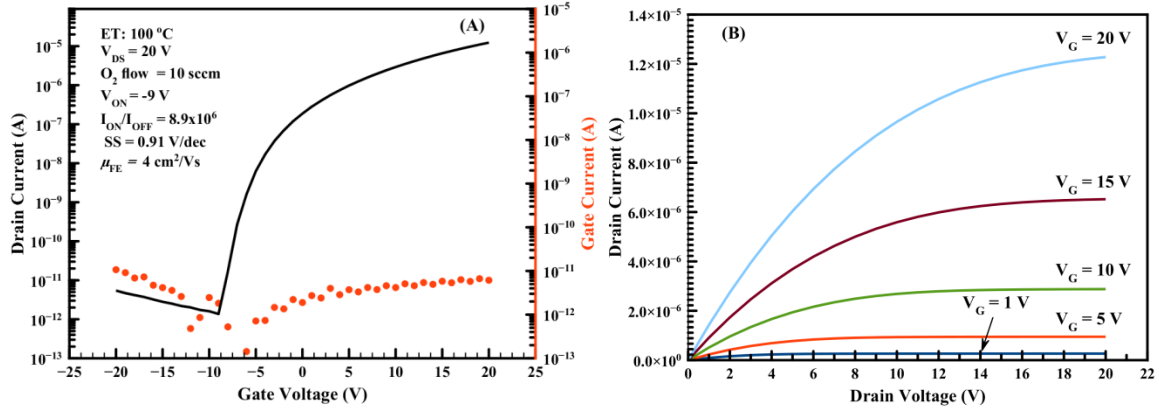 (A)
ET: 100 °C
V_DS = 20 V
O₂ flow = 10 sccm
V_ON = -9 V
I_ON/I_OFF = 8.9x10⁶
SS = 0.91 V/dec
μ_FE = 4 cm²/Vs
Drain Current (A)
10⁻⁵
10⁻⁶
10⁻⁷
10⁻⁸
10⁻⁹
10⁻¹⁰
10⁻¹¹
10⁻¹²
10⁻¹³
−25 −20 −15 −10 −5 0 5 10 15 20 25
Gate Voltage (V)
10⁻⁵
10⁻⁶
10⁻⁷
10⁻⁸
10⁻⁹
10⁻¹⁰
10⁻¹¹
10⁻¹²
10⁻¹³
Gate Current (A)
(B)
Drain Current (A)
1.4×10⁻⁵
1.2×10⁻⁵
1.0×10⁻⁵
8.0×10⁻⁶
6.0×10⁻⁶
4.0×10⁻⁶
2.0×10⁻⁶
0.0×10⁰
V_G = 20 V
V_G = 15 V
V_G = 10 V
V_G = 1 V
V_G = 5 V
0 2 4 6 8 10 12 14 16 18 20 22
Drain Voltage (V)